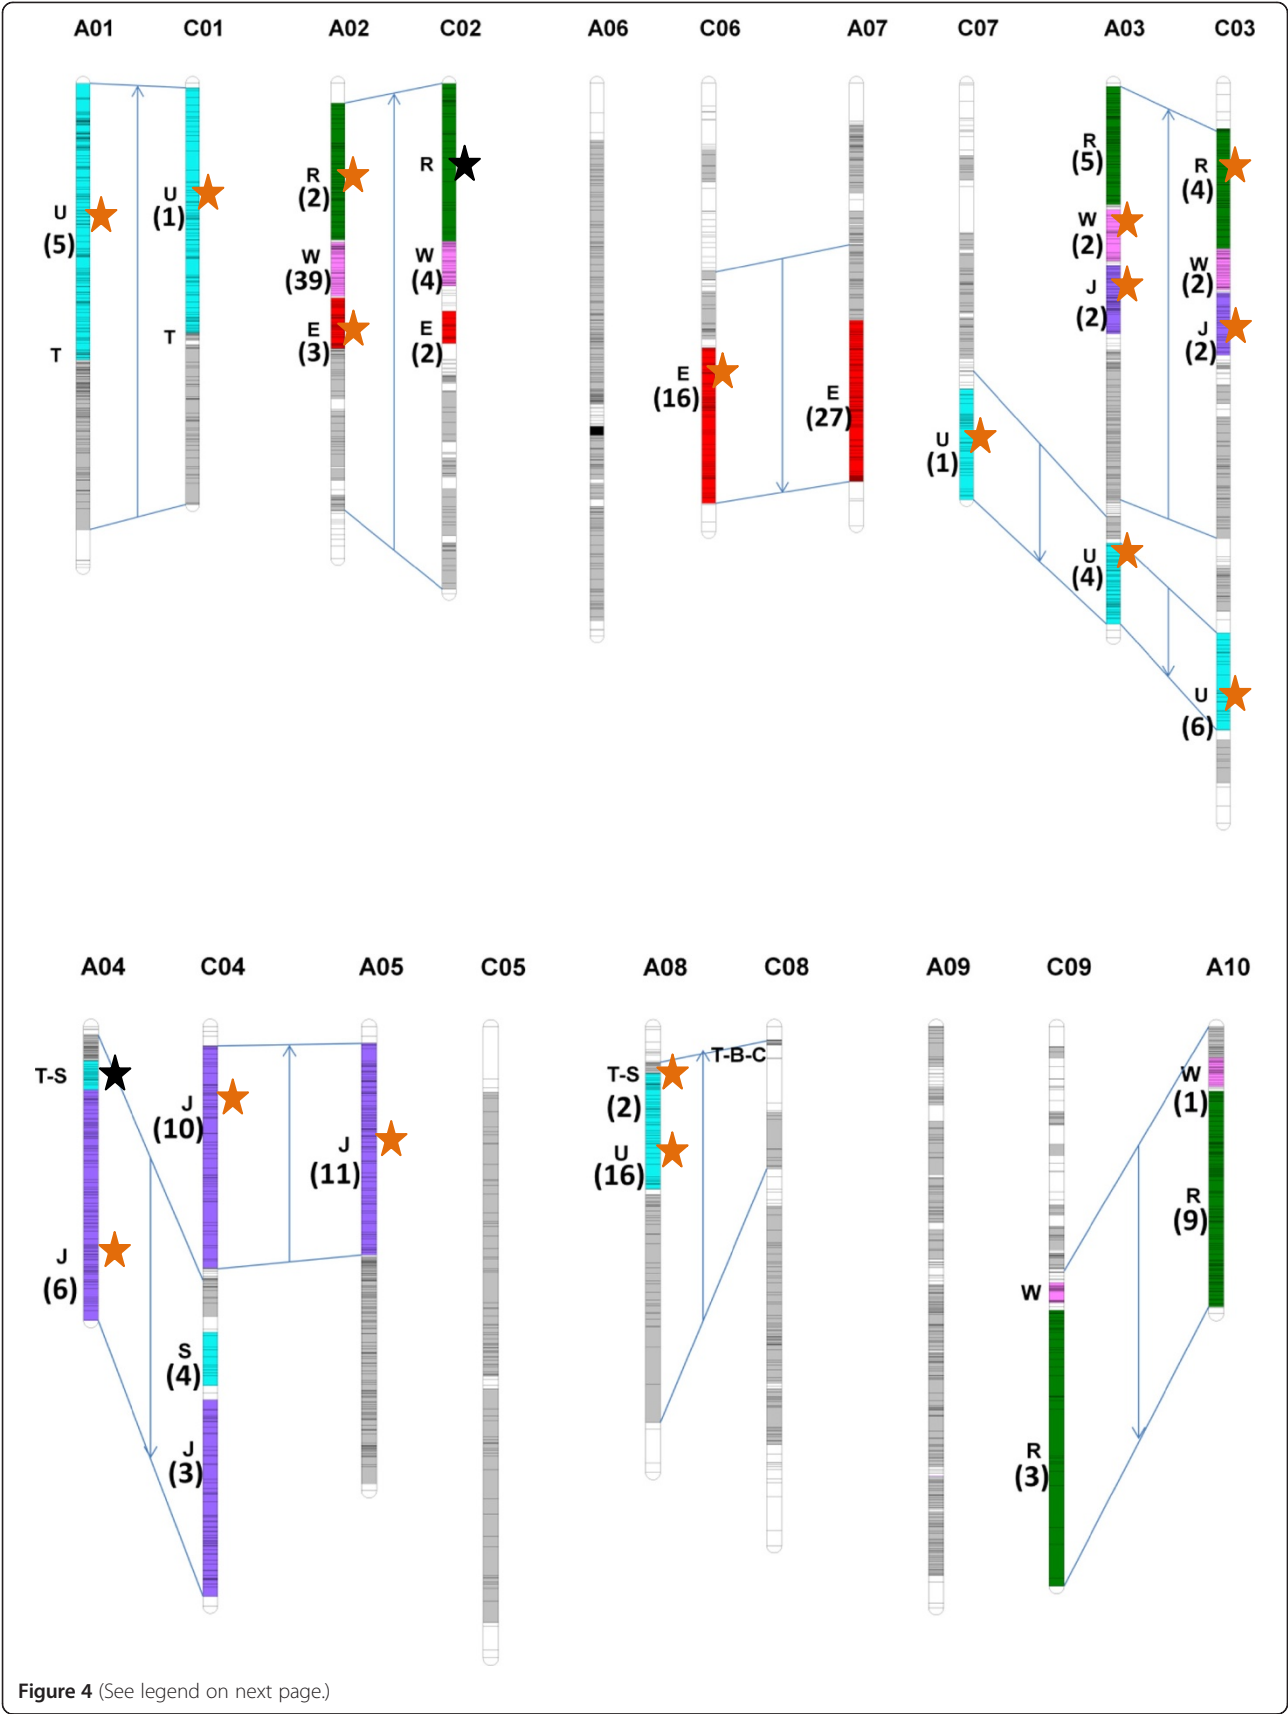 A01 C01 A02 C02 A06 C06 A07 C07 A03 C03
U
(5)
T
U
(1)
T
R
(2)
W
(39)
E
(3)
R
W
(4)
E
(2)
E
(16)
E
(27)
U
(1)
R
(5)
W
(2)
J
(2)
U
(4)
R
(4)
W
(2)
J
(2)
U
(6)
A04 C04 A05 C05 A08 C08 A09 C09 A10
T-S
J
(6)
J
(10)
S
(4)
J
(3)
J
(11)
T-S
(2)
U
(16)
T-B-C
W
R
(3)
W
(1)
R
(9)
Figure 4 (See legend on next page.)